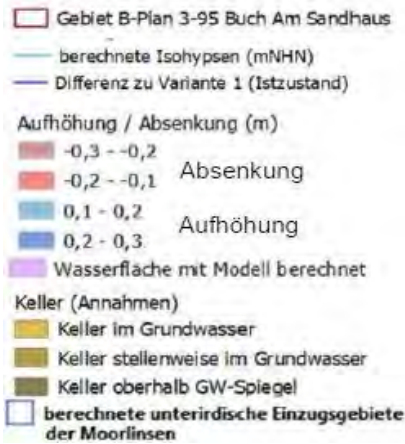 Gebiet B-Plan 3-95 Buch Am Sandhaus
berechnete Isohypsen (mNHN)
Differenz zu Variante 1 (Istzustand)
Aufhöhung / Absenkung (m)
-0,3 - -0,2
Absenkung
-0,2 - -0,1
0,1 - 0,2
Aufhöhung
0,2 - 0,3
Wasserfläche mit Modell berechnet
Keller (Annahmen)
Keller im Grundwasser
Keller stellenweise im Grundwasser
Keller oberhalb GW-Spiegel
berechnete unterirdische Einzugsgebiete
der Moorlinsen